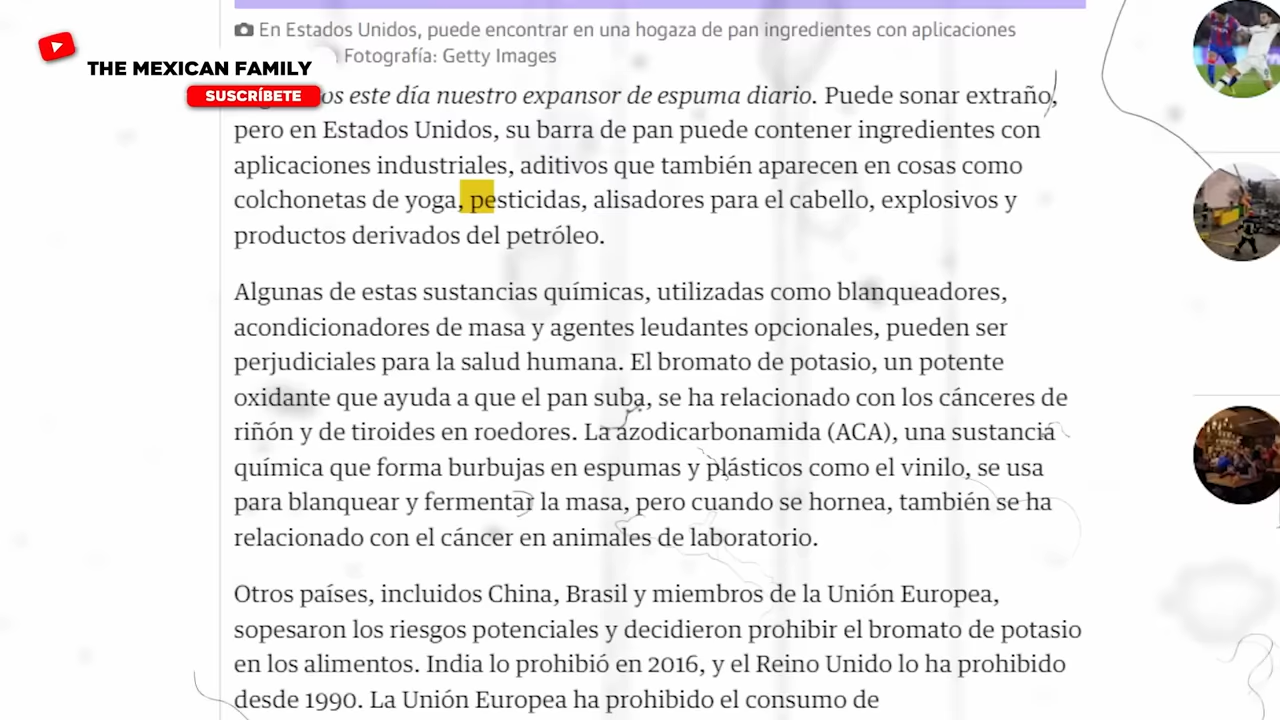 En Estados Unidos, puede encontrar en una hogaza de pan ingredientes con aplicaciones
Fotografía: Getty Images
THE MEXICAN FAMILY
SUSCRÍBETE
os este día nuestro expansor de espuma diario. Puede sonar extraño,
pero en Estados Unidos, su barra de pan puede contener ingredientes con
aplicaciones industriales, aditivos que también aparecen en cosas como
colchonetas de yoga, pesticidas, alisadores para el cabello, explosivos y
productos derivados del petróleo.
Algunas de estas sustancias químicas, utilizadas como blanqueadores,
acondicionadores de masa y agentes leudantes opcionales, pueden ser
perjudiciales para la salud humana. El bromato de potasio, un potente
oxidante que ayuda a que el pan suba, se ha relacionado con los cánceres de
riñón y de tiroides en roedores. La azodicarbonamida (ACA), una sustancia
química que forma burbujas en espumas y plásticos como el vinilo, se usa
para blanquear y fermentar la masa, pero cuando se hornea, también se ha
relacionado con el cáncer en animales de laboratorio.
Otros países, incluidos China, Brasil y miembros de la Unión Europea,
sopesaron los riesgos potenciales y decidieron prohibir el bromato de potasio
en los alimentos. India lo prohibió en 2016, y el Reino Unido lo ha prohibido
desde 1990. La Unión Europea ha prohibido el consumo de